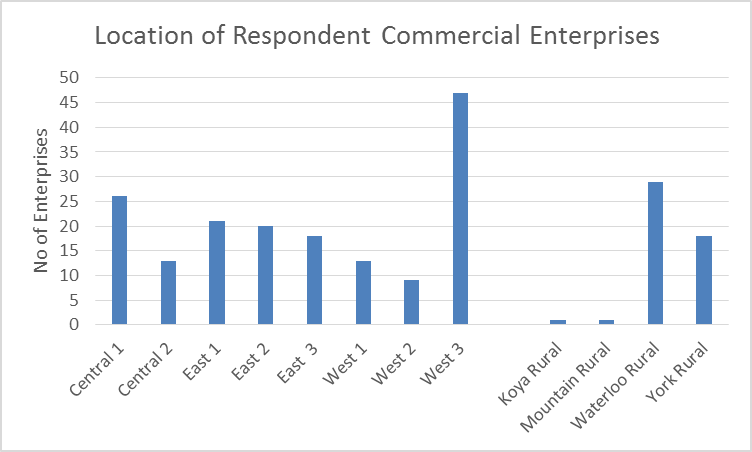 Location of Respondent Commercial Enterprises
No of Enterprises
50
45
40
35
30
25
20
15
10
5
0
Central 1
Central 2
East 1
East 2
East 3
West 1
West 2
West 3
Koya Rural
Mountain Rural
Waterloo Rural
York Rural